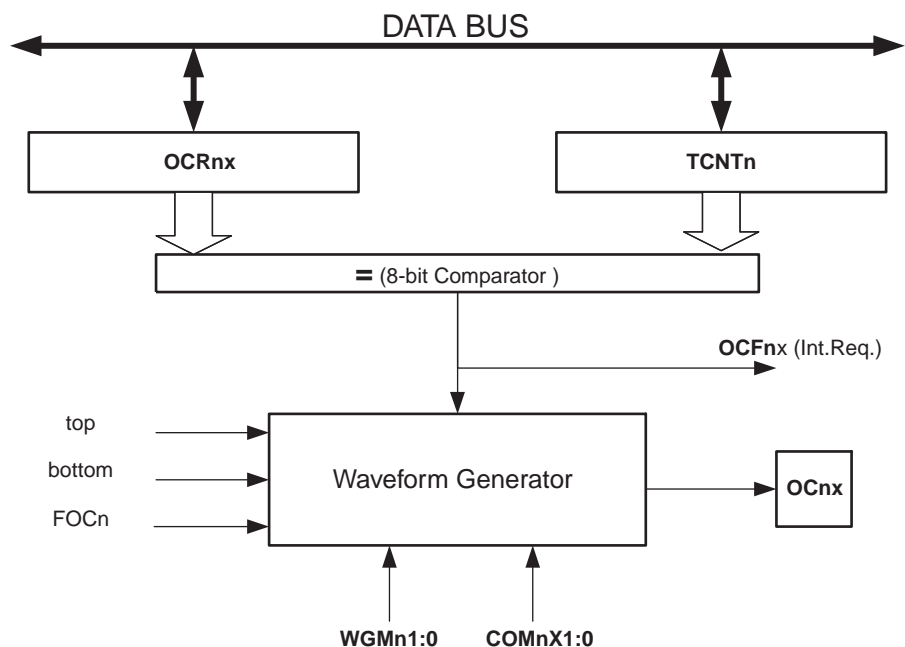 DATA BUS
OCRnx
TCNTn
= (8-bit Comparator )
OCFnx (Int.Req.)
top
bottom
FOCn
Waveform Generator
OCnx
WGMn1:0
COMnX1:0